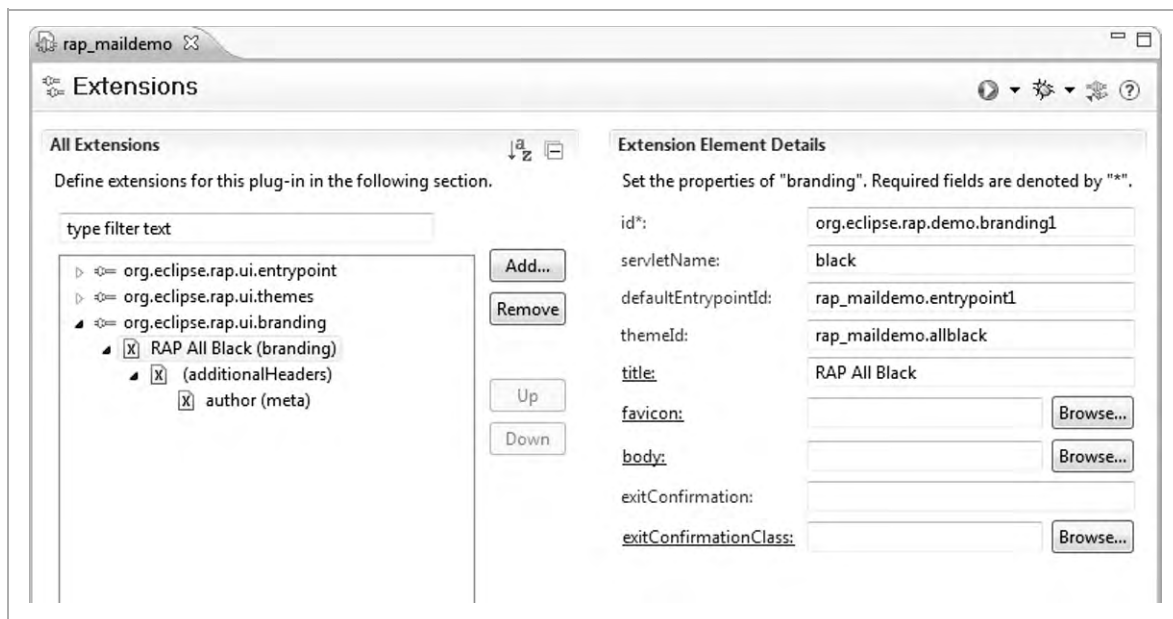 rap_maildemo
Extensions
All Extensions
Define extensions for this plug-in in the following section.
type filter text
org.eclipse.rap.ui.entrypoint
org.eclipse.rap.ui.themes
org.eclipse.rap.ui.branding
RAP All Black (branding)
(additionalHeaders)
author (meta)
Add...
Remove
Up
Down
Extension Element Details
Set the properties of "branding". Required fields are denoted by "*".
id*: org.eclipse.rap.demo.branding1
servletName: black
defaultEntrypointId: rap_maildemo.entrypoint1
themeId: rap_maildemo.allblack
title: RAP All Black
favicon: Browse...
body: Browse...
exitConfirmation:
exitConfirmationClass: Browse...